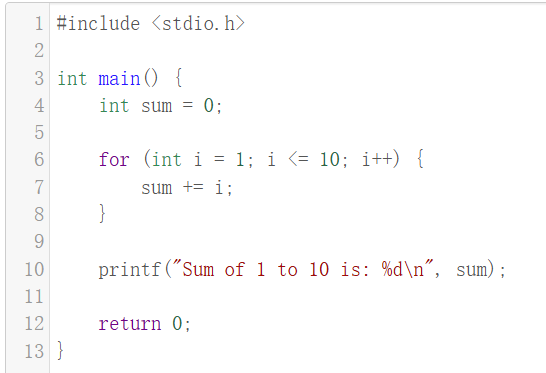 1 #include <stdio.h>
2
3 int main() {
4     int sum = 0;
5
6     for (int i = 1; i <= 10; i++) {
7         sum += i;
8     }
9
10     printf("Sum of 1 to 10 is: %d\n", sum);
11
12     return 0;
13 }